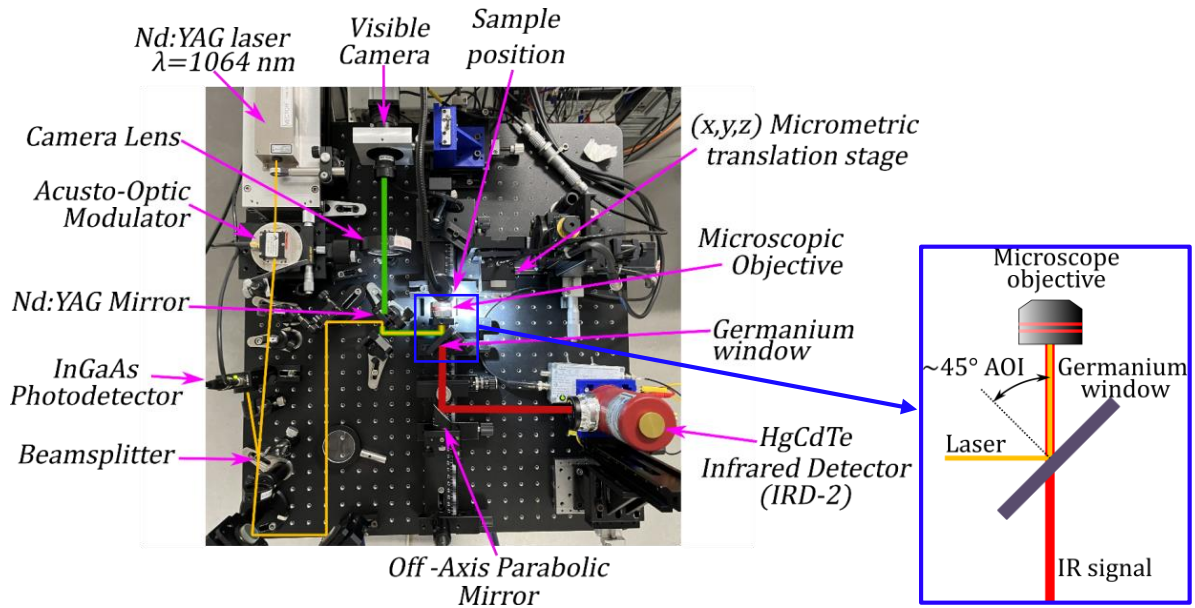 Nd:YAG laser
λ=1064 nm
Visible
Camera
Sample
position
Camera Lens
(x,y,z) Micrometric
translation stage
Acusto-Optic
Modulator
Microscopic
Objective
Nd:YAG Mirror
Germanium
window
InGaAs
Photodetector
Beamsplitter
HgCdTe
Infrared Detector
(IRD-2)
Off -Axis Parabolic
Mirror
Microscope
objective
~45° AOI
Germanium
window
Laser
IR signal